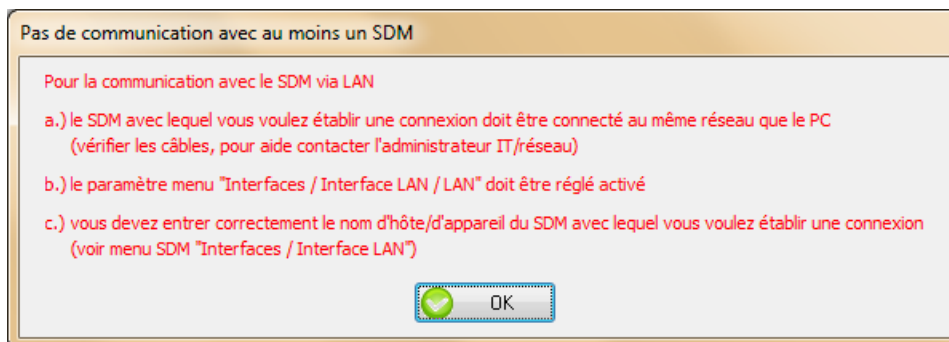 Pas de communication avec au moins un SDM
Pour la communication avec le SDM via LAN
a.) le SDM avec lequel vous voulez établir une connexion doit être connecté au même réseau que le PC
(vérifier les câbles, pour aide contacter l'administrateur IT/réseau)
b.) le paramètre menu "Interfaces / Interface LAN / LAN" doit être réglé activé
c.) vous devez entrer correctement le nom d'hôte/d'appareil du SDM avec lequel vous voulez établir une connexion
(voir menu SDM "Interfaces / Interface LAN")
OK